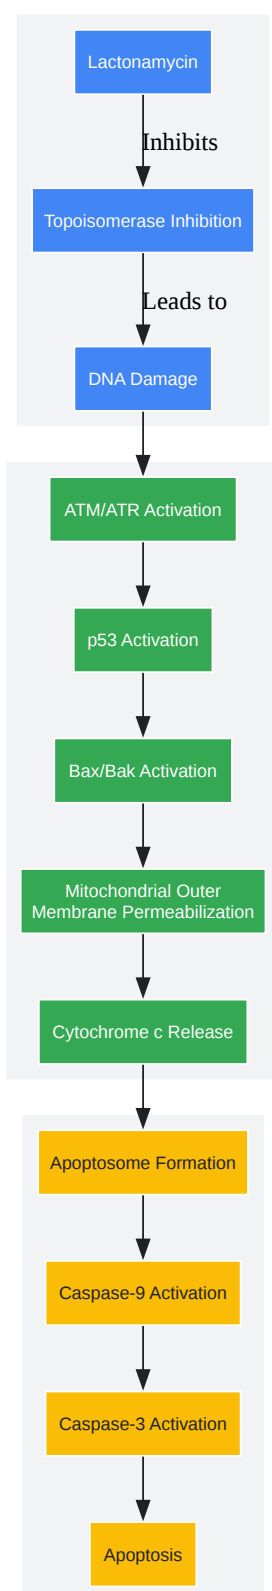 Lactonamycin
Inhibits
Topoisomerase Inhibition
Leads to
DNA Damage
ATM/ATR Activation
p53 Activation
Bax/Bak Activation
Mitochondrial Outer
Membrane Permeabilization
Cytochrome c Release
Apoptosome Formation
Caspase-9 Activation
Caspase-3 Activation
Apoptosis